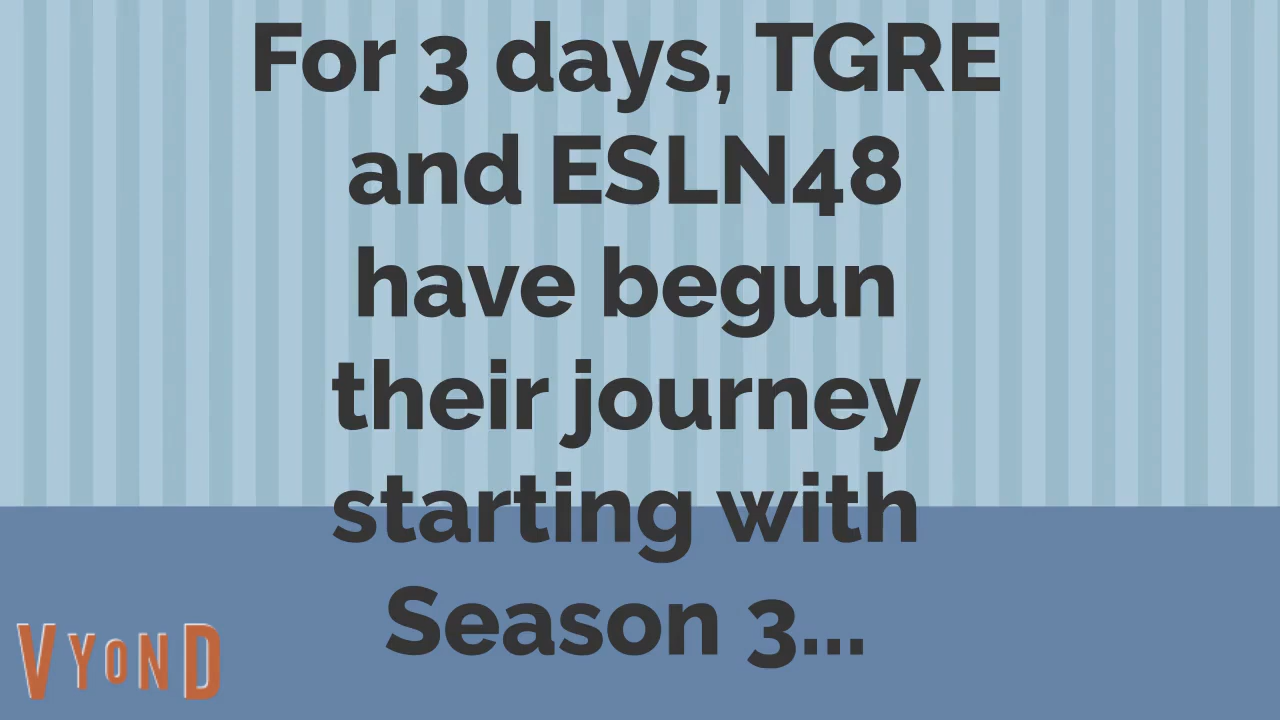 For 3 days, TGRE
and ESLN48
have begun
their journey
starting with
Season 3...
VYOND